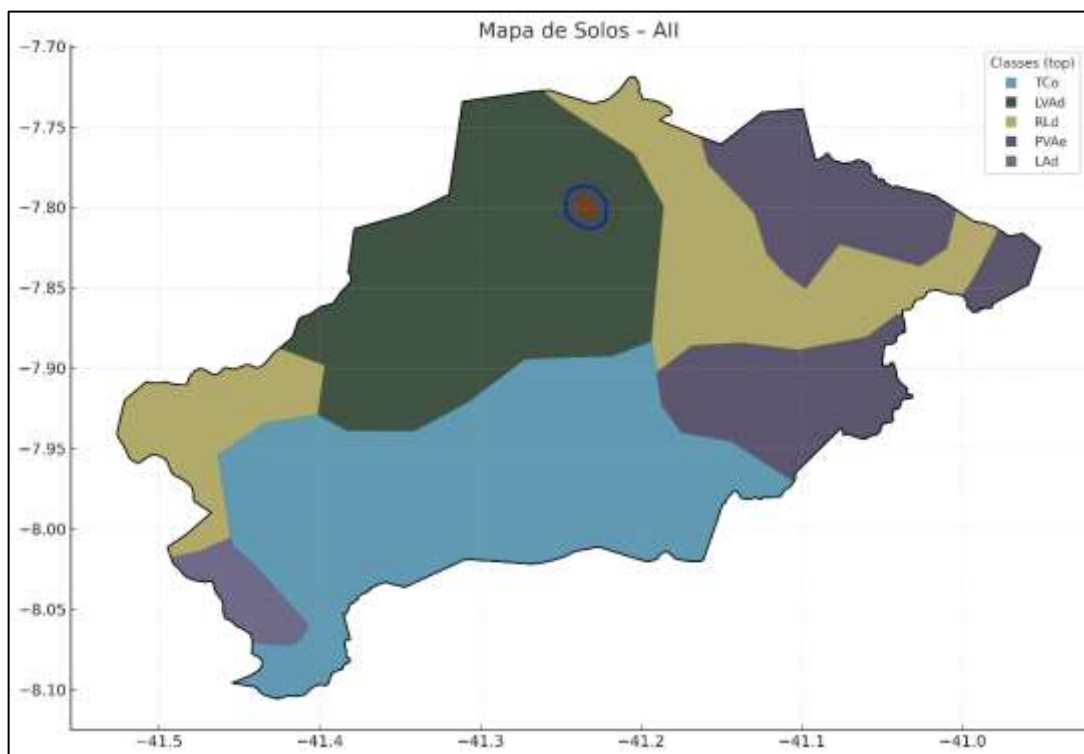 Mapa de Solos – AII
Classes (top)
TCo
LVAd
RLd
PVAe
LAd
−7.70
−7.75
−7.80
−7.85
−7.90
−7.95
−8.00
−8.05
−8.10
−41.5
−41.4
−41.3
−41.2
−41.1
−41.0